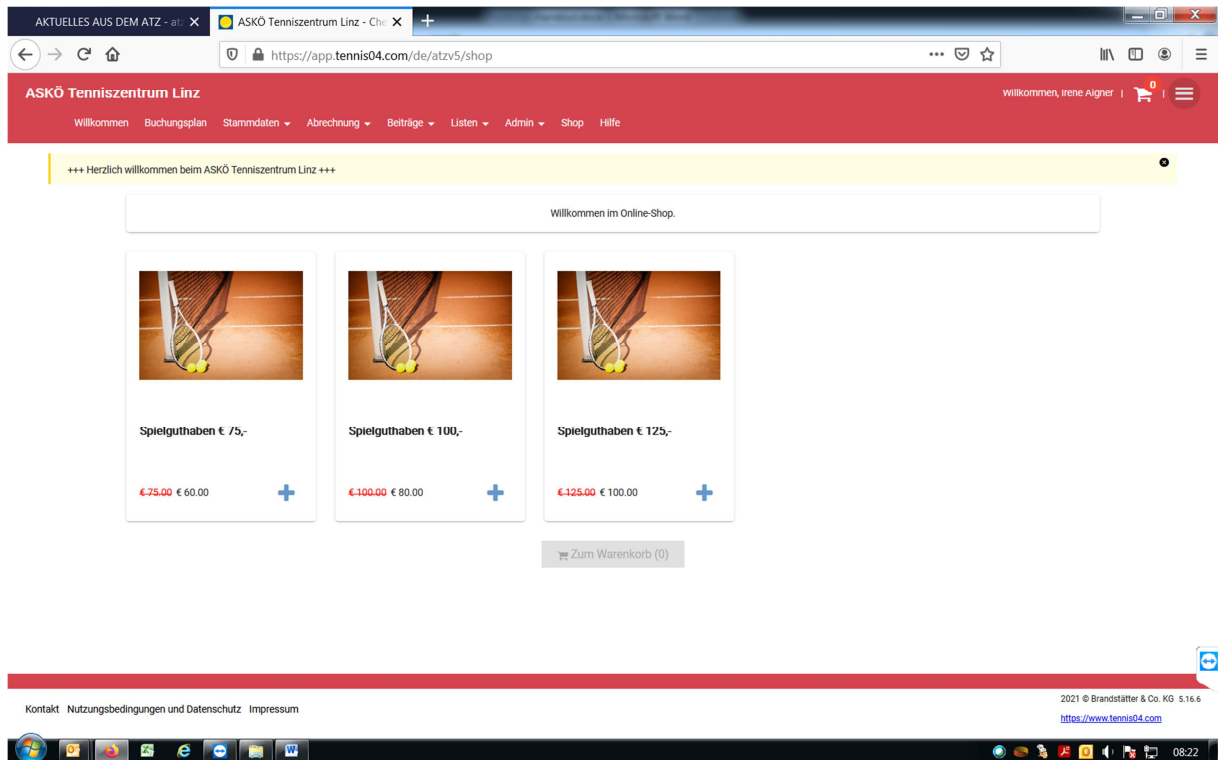 AKTUELLES AUS DEM ATZ - atz
ASKÖ Tenniszentrum Linz - Che
https://app.tennis04.com/de/atzv5/shop
ASKÖ Tenniszentrum Linz
Willkommen, Irene Aigner | 0 |
Willkommen Buchungsplan Stammdaten Abrechnung Beiträge Listen Admin Shop Hilfe
+++ Herzlich willkommen beim ASKÖ Tenniszentrum Linz +++
Willkommen im Online-Shop.
Spielguthaben € 75,-
Spielguthaben € 100,-
Spielguthaben € 125,-
€ 75.00 € 60.00
€ 100.00 € 80.00
€ 125.00 € 100.00
Zum Warenkorb (0)
Kontakt Nutzungsbedingungen und Datenschutz Impressum
2021 © Brandstätter & Co. KG 5.16.6
https://www.tennis04.com
08:22